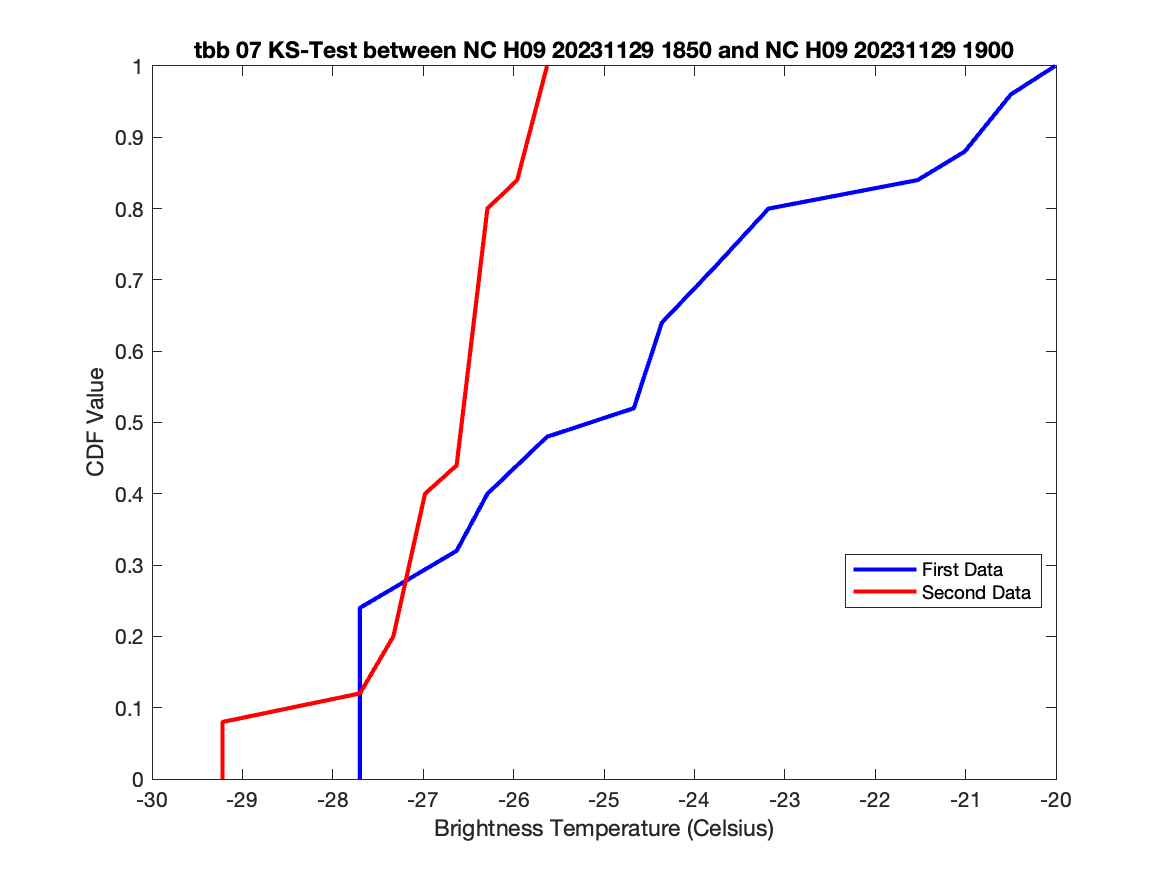 tbb 07 KS-Test between NC H09 20231129 1850 and NC H09 20231129 1900
1
0.9
0.8
0.7
0.6
0.5
0.4
0.3
0.2
0.1
0
CDF Value
First Data
Second Data
-30 -29 -28 -27 -26 -25 -24 -23 -22 -21 -20
Brightness Temperature (Celsius)